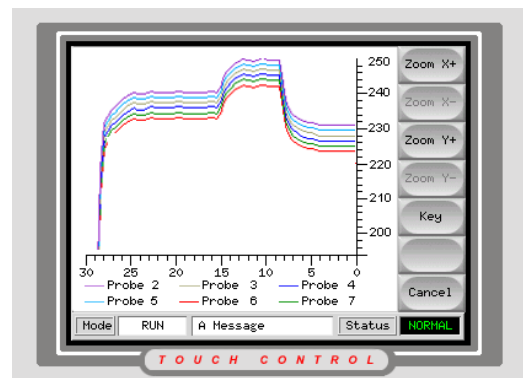 250
240
230
220
210
200
30 25 20 15 10 5 0
Probe 2 Probe 3 Probe 4
Probe 5 Probe 6 Probe 7
Mode RUN A Message Status NORMAL
Zoom X+
Zoom X-
Zoom Y+
Zoom Y-
Key
Cancel
TOUCH CONTROL